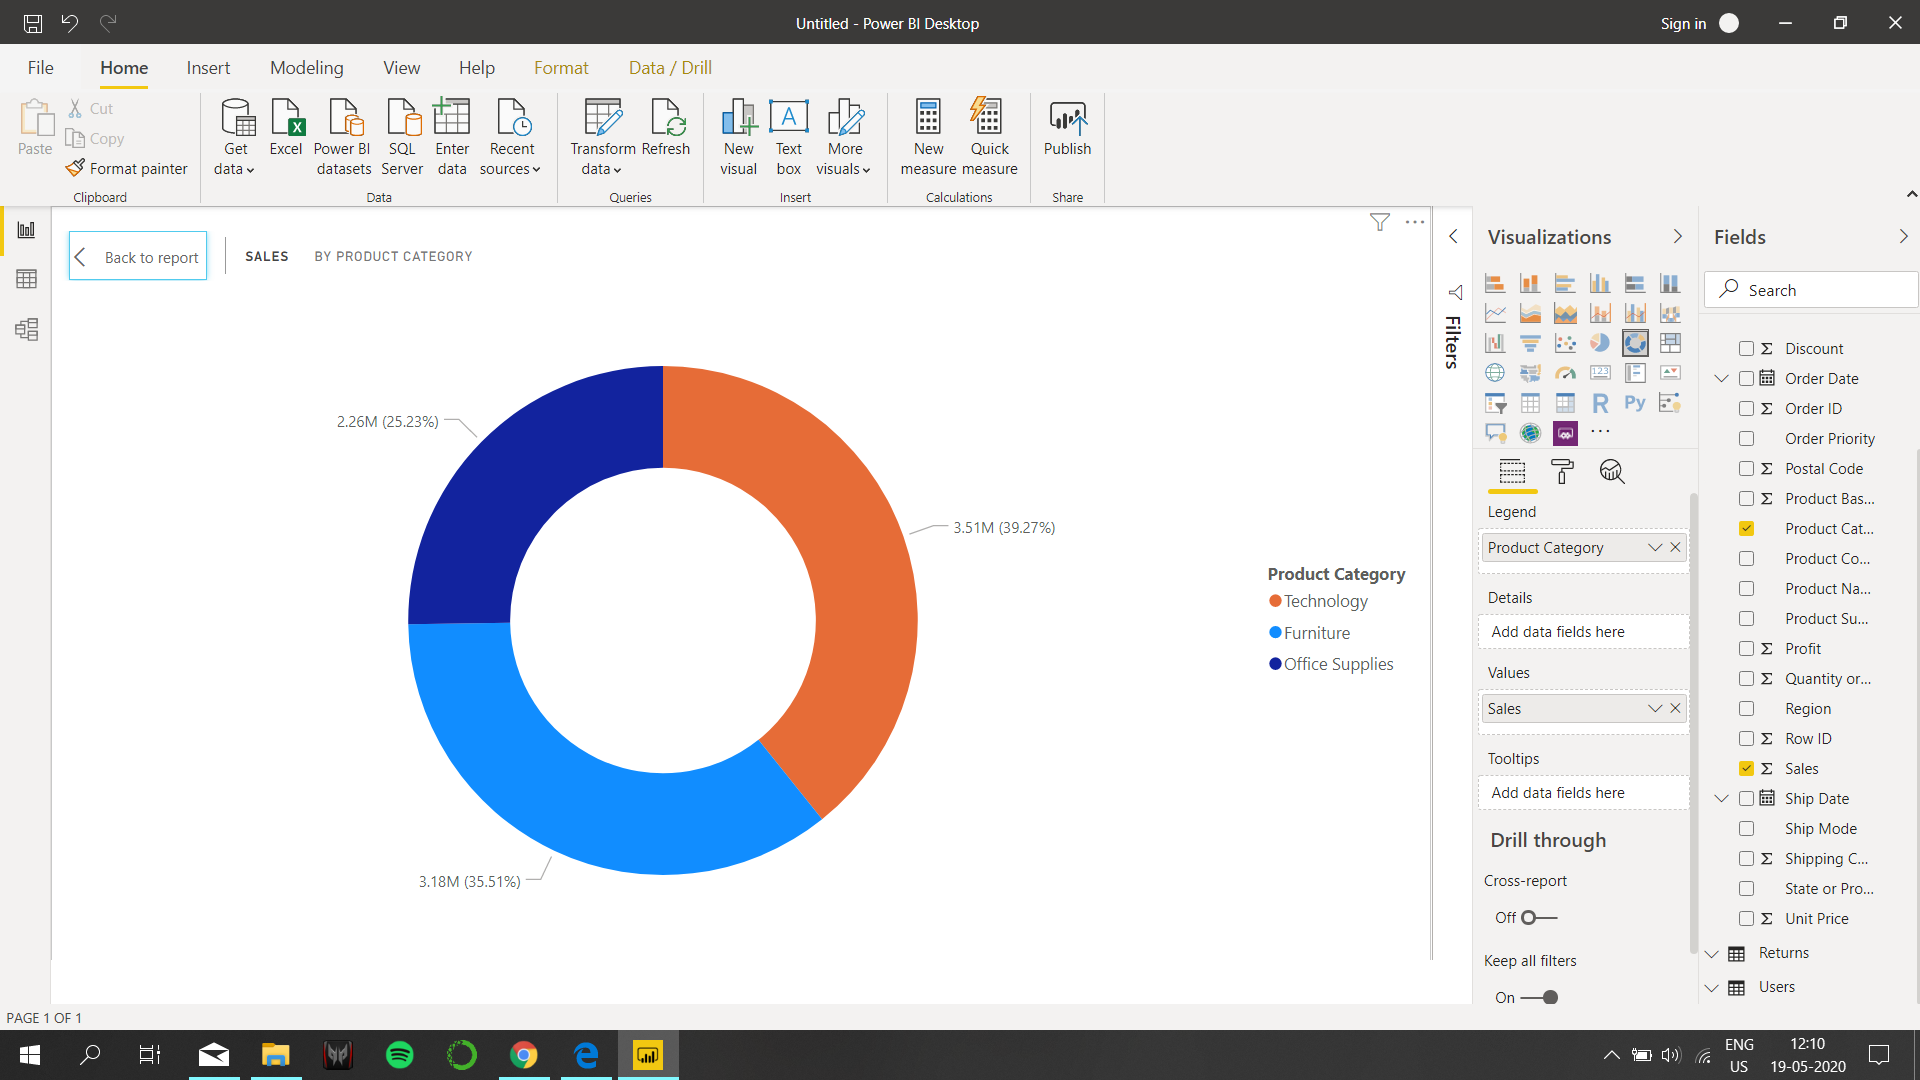 Untitled - Power BI Desktop
Sign in
File Home Insert Modeling View Help Format Data / Drill
Paste
Cut
Copy
Format painter
Clipboard
Get data
Excel
Power BI datasets
SQL Server
Enter data
Recent sources
Data
Transform data
Refresh
Queries
New visual
Text box
More visuals
Insert
New measure
Quick measure
Calculations
Publish
Share
Back to report
SALES BY PRODUCT CATEGORY
2.26M (25.23%)
3.51M (39.27%)
3.18M (35.51%)
Product Category
Technology
Furniture
Office Supplies
Filters
Visualizations
123
R
Py
Legend
Product Category
Details
Add data fields here
Values
Sales
Tooltips
Add data fields here
Drill through
Cross-report
Off
Keep all filters
On
Fields
Search
Discount
Order Date
Order ID
Order Priority
Postal Code
Product Bas...
Product Cat...
Product Co...
Product Na...
Product Su...
Profit
Quantity or...
Region
Row ID
Sales
Ship Date
Ship Mode
Shipping C...
State or Pro...
Unit Price
Returns
Users
PAGE 1 OF 1
ENG
US
12:10
19-05-2020